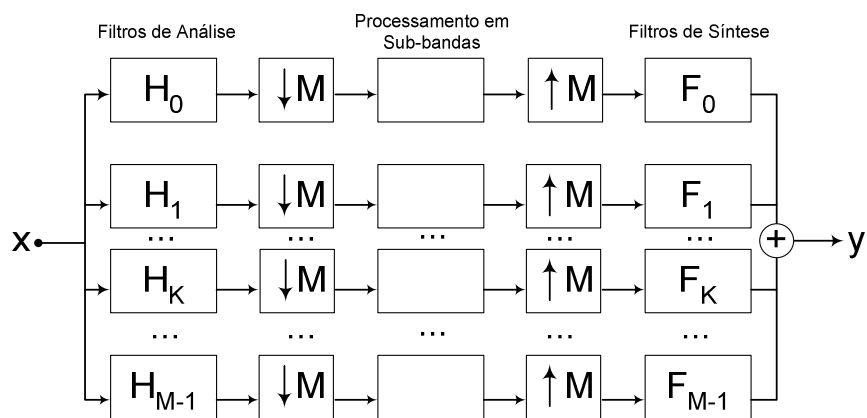 Filtros de Análise
Processamento em
Sub-bandas
Filtros de Síntese
H0 ↓M ↑M F0
H1 ↓M ↑M F1
... ... ... ... ...
x + y
HK ↓M ↑M FK
... ... ... ... ...
HM-1 ↓M ↑M FM-1